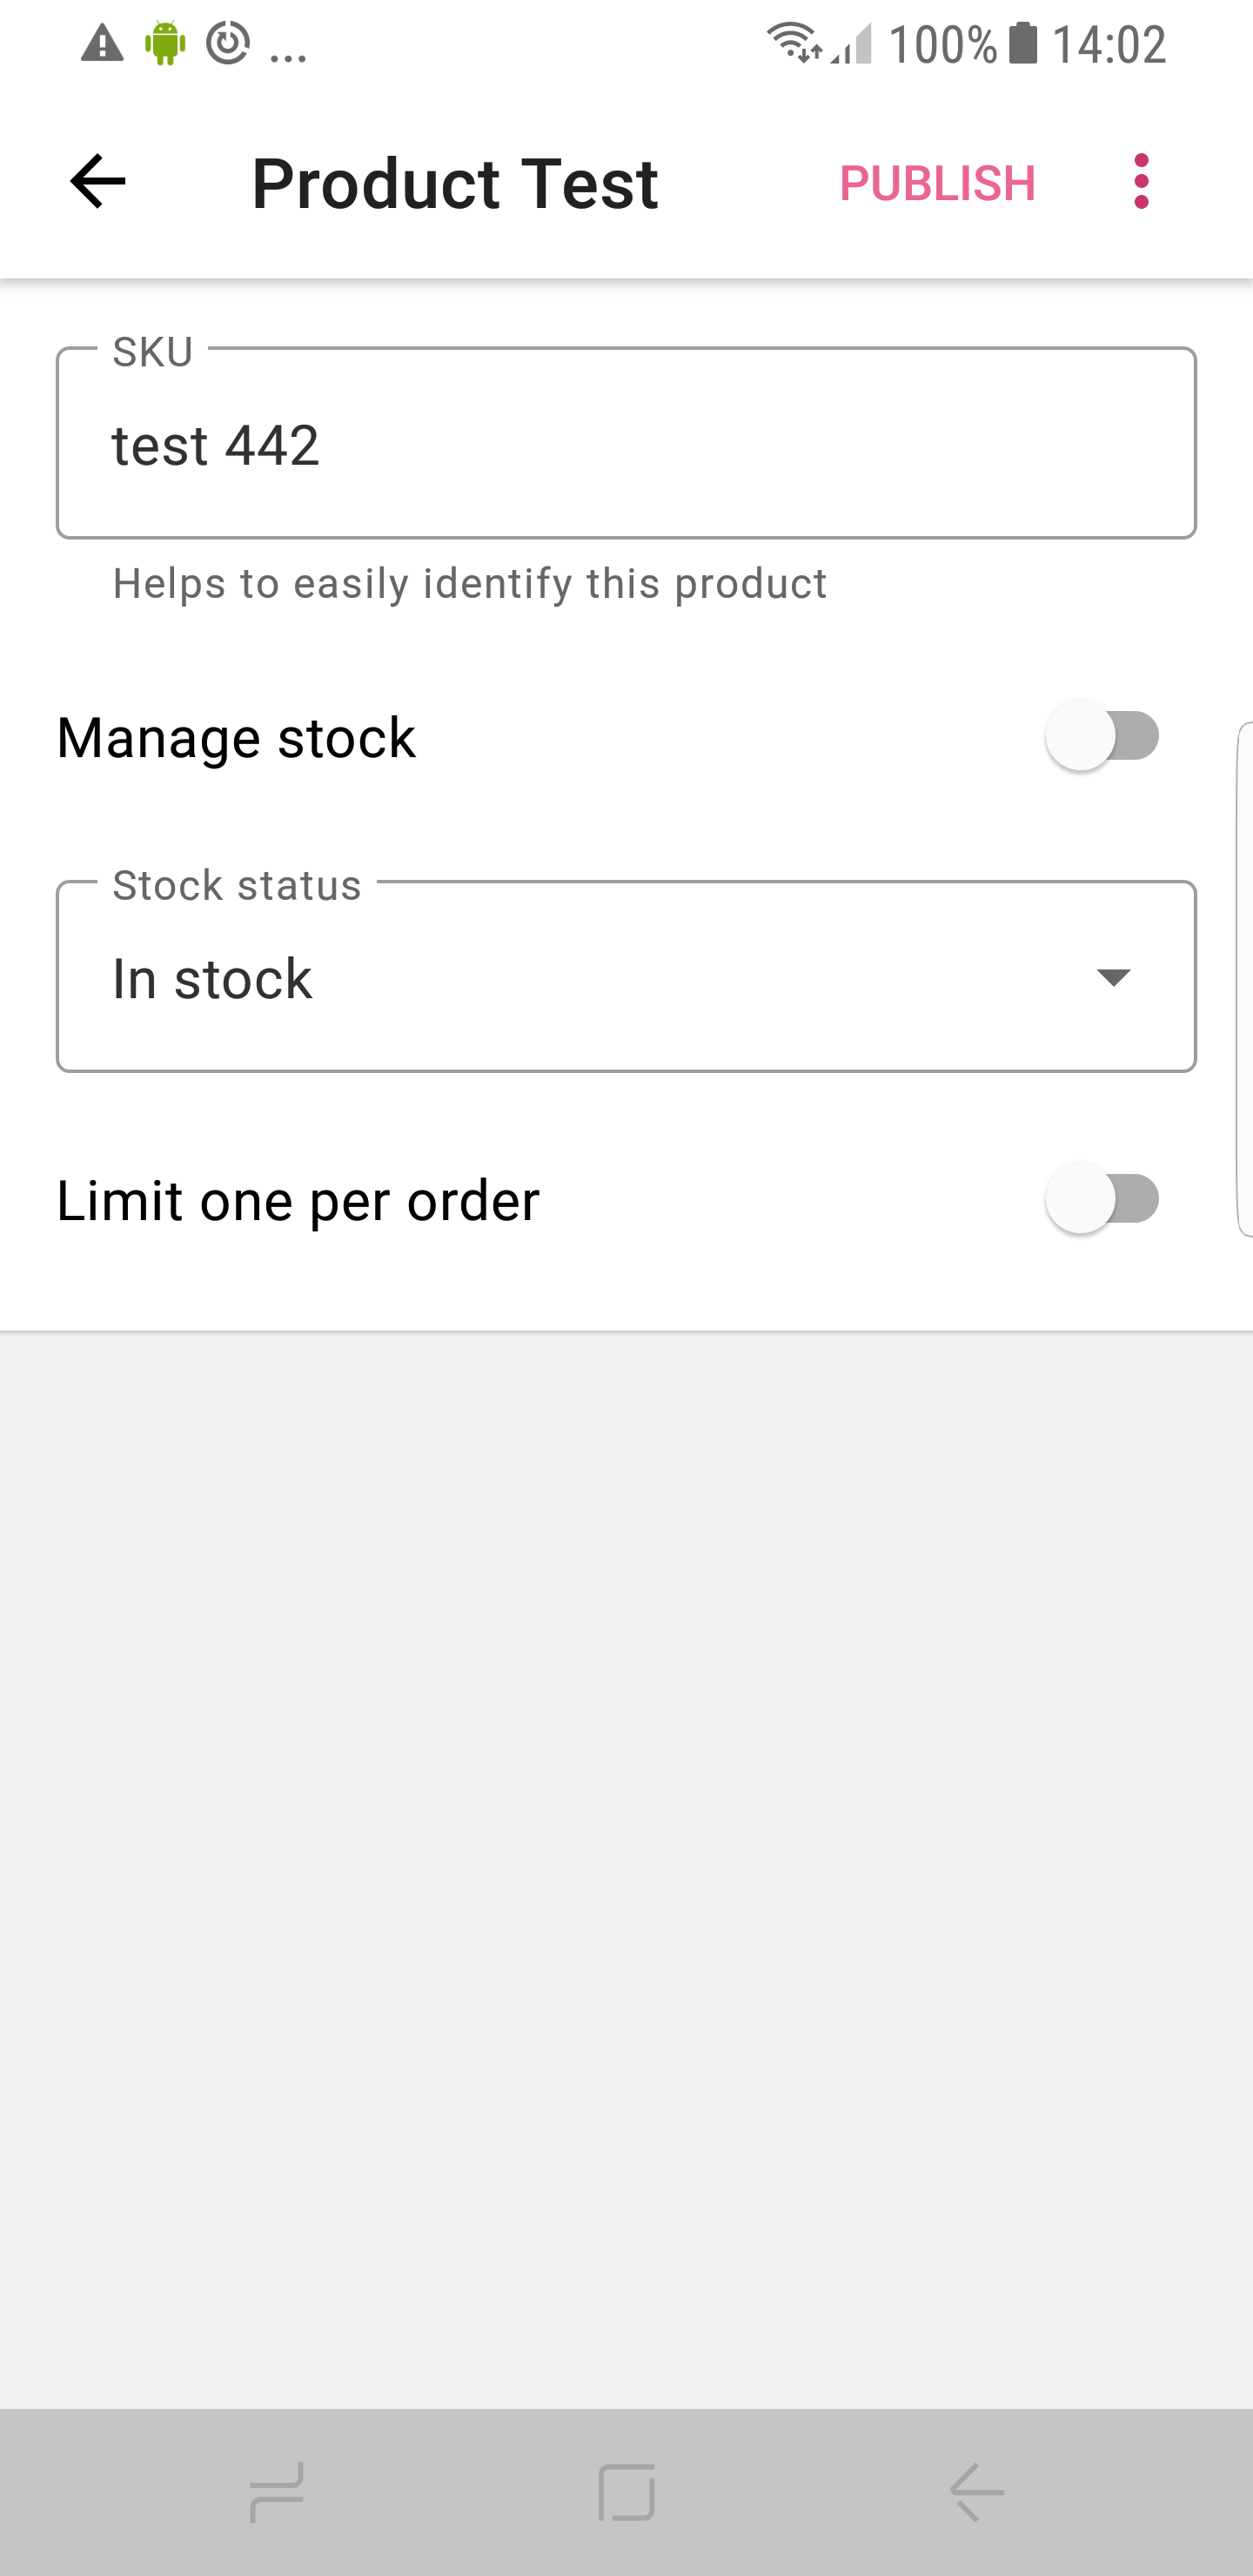 ... 100% 14:02
Product Test PUBLISH
SKU
test 442
Helps to easily identify this product
Manage stock
Stock status
In stock
Limit one per order